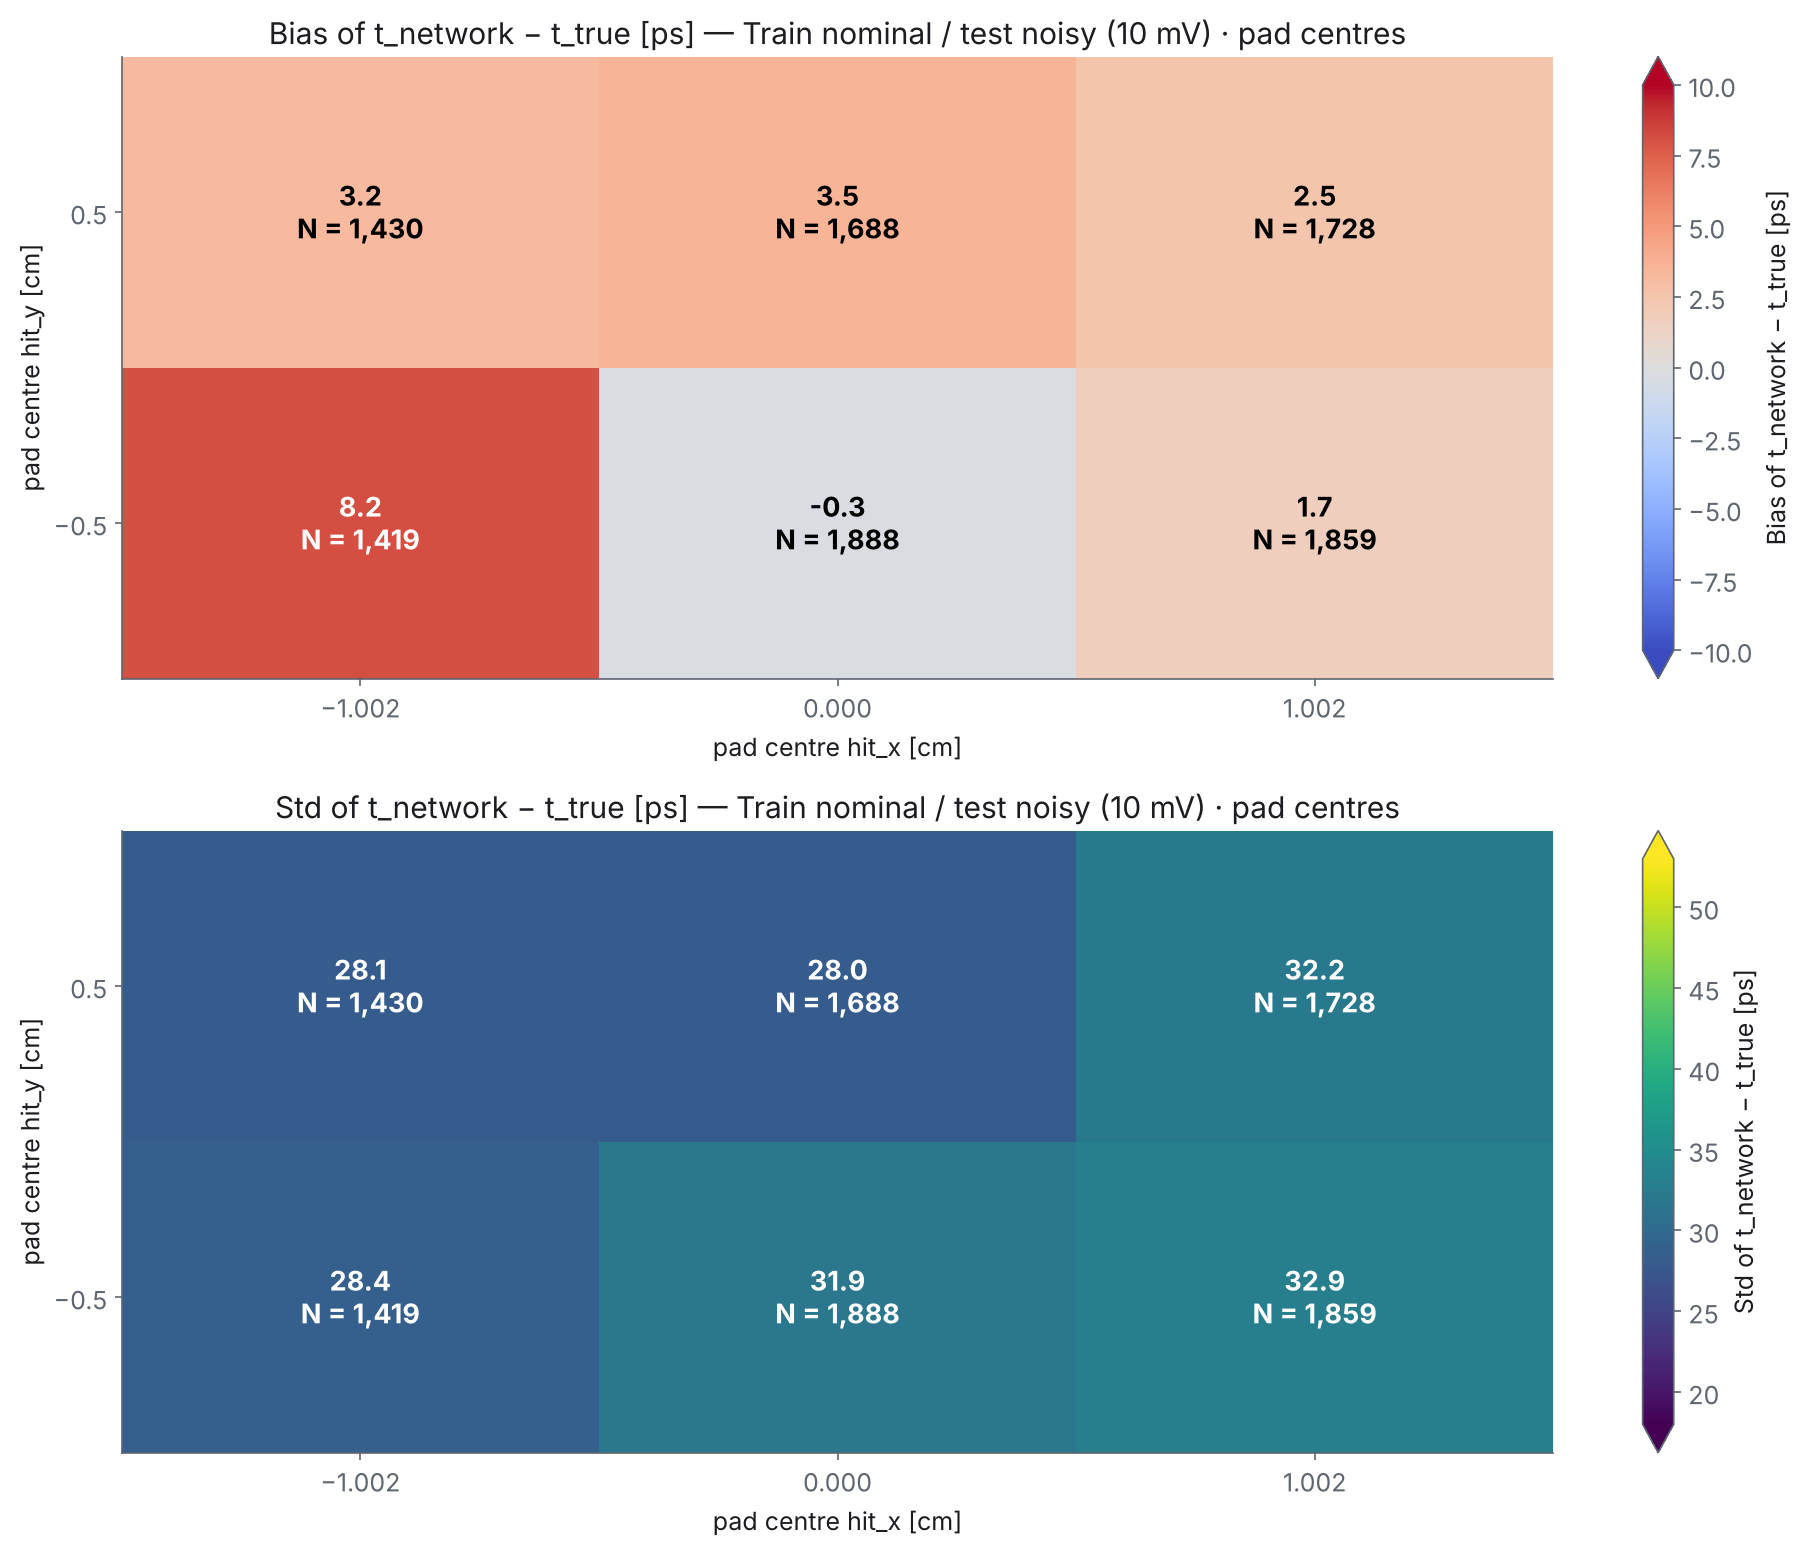 Bias of t_network − t_true [ps] — Train nominal / test noisy (10 mV) · pad centres
pad centre hit_y [cm]
0.5
−0.5
3.2
N = 1,430
3.5
N = 1,688
2.5
N = 1,728
8.2
N = 1,419
-0.3
N = 1,888
1.7
N = 1,859
−1.002
0.000
1.002
pad centre hit_x [cm]
10.0
7.5
5.0
2.5
0.0
−2.5
−5.0
−7.5
−10.0
Bias of t_network − t_true [ps]
Std of t_network − t_true [ps] — Train nominal / test noisy (10 mV) · pad centres
pad centre hit_y [cm]
0.5
−0.5
28.1
N = 1,430
28.0
N = 1,688
32.2
N = 1,728
28.4
N = 1,419
31.9
N = 1,888
32.9
N = 1,859
−1.002
0.000
1.002
pad centre hit_x [cm]
50
45
40
35
30
25
20
Std of t_network − t_true [ps]